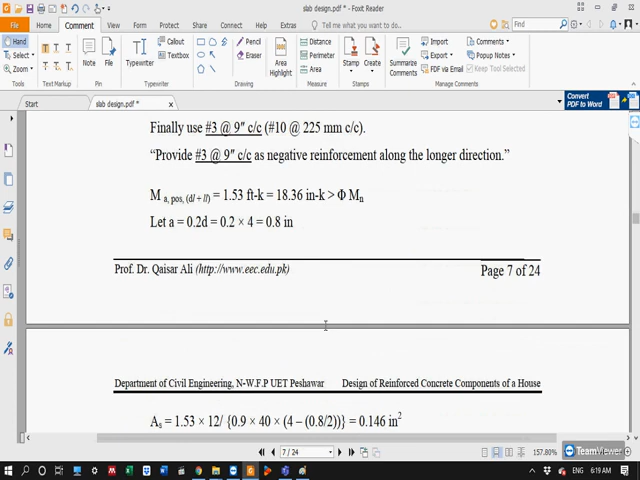 slab design.pdf * - Foxit Reader
File
Home
Comment
View
Form
Protect
Share
Connect
Help
Tell me what you want to do...
Find
Hand
Select
Zoom
Text Markup
Note
File
Pin
Typewriter
Callout
Textbox
Typewriter
Pencil
Eraser
Drawing
Area
Highlight
Distance
Perimeter
Area
Measure
Stamp
Create
Stamps
Summarize
Comments
Import
Export
PDF via Email
Comments
Popup Notes
Keep Tool Selected
Manage Comments
Start
slab design.pdf *
Convert
PDF to Word
Finally use #3 @ 9″ c/c (#10 @ 225 mm c/c).
“Provide #3 @ 9″ c/c as negative reinforcement along the longer direction.”
M a, pos, (dl + ll) = 1.53 ft-k = 18.36 in-k > Φ Mn
Let a = 0.2d = 0.2 × 4 = 0.8 in
Prof. Dr. Qaisar Ali (http://www.eec.edu.pk)
Page 7 of 24
Department of Civil Engineering, N-W.F.P UET Peshawar
Design of Reinforced Concrete Components of a House
As = 1.53 × 12/ {0.9 × 40 × (4 – (0.8/2))} = 0.146 in2
7 / 24
157.80%
TeamViewer
ENG
6:19 AM